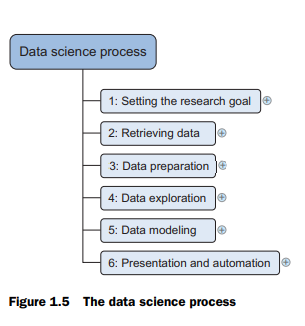 Data science process
1: Setting the research goal
2: Retrieving data
3: Data preparation
4: Data exploration
5: Data modeling
6: Presentation and automation
Figure 1.5 The data science process